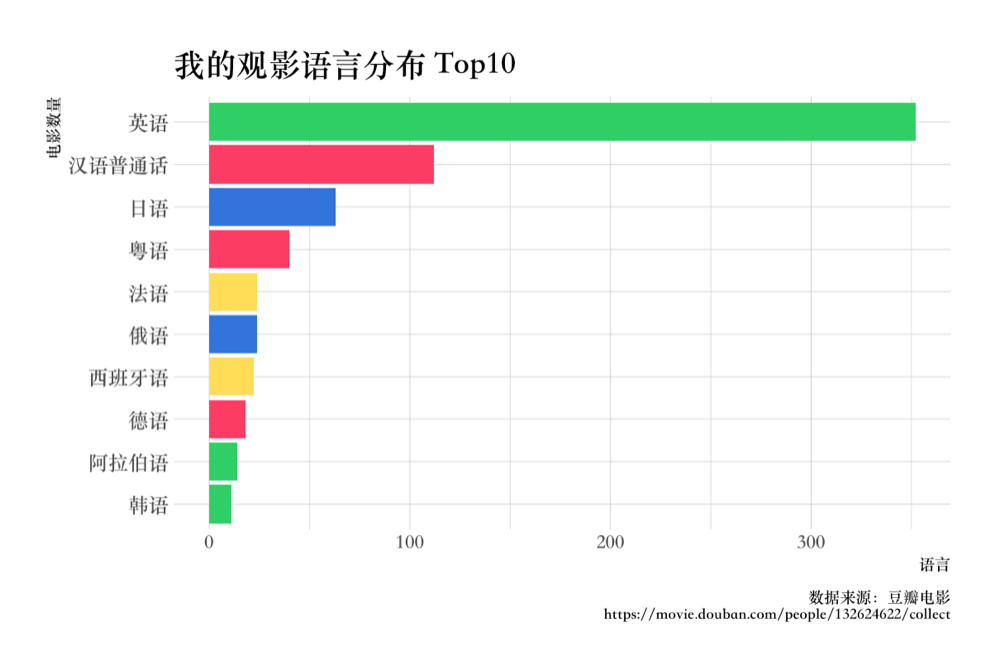 我的观影语言分布 Top10
电影数量
英语
汉语普通话
日语
粤语
法语
俄语
西班牙语
德语
阿拉伯语
韩语
0 100 200 300
语言
数据来源：豆瓣电影
https://movie.douban.com/people/132624622/collect